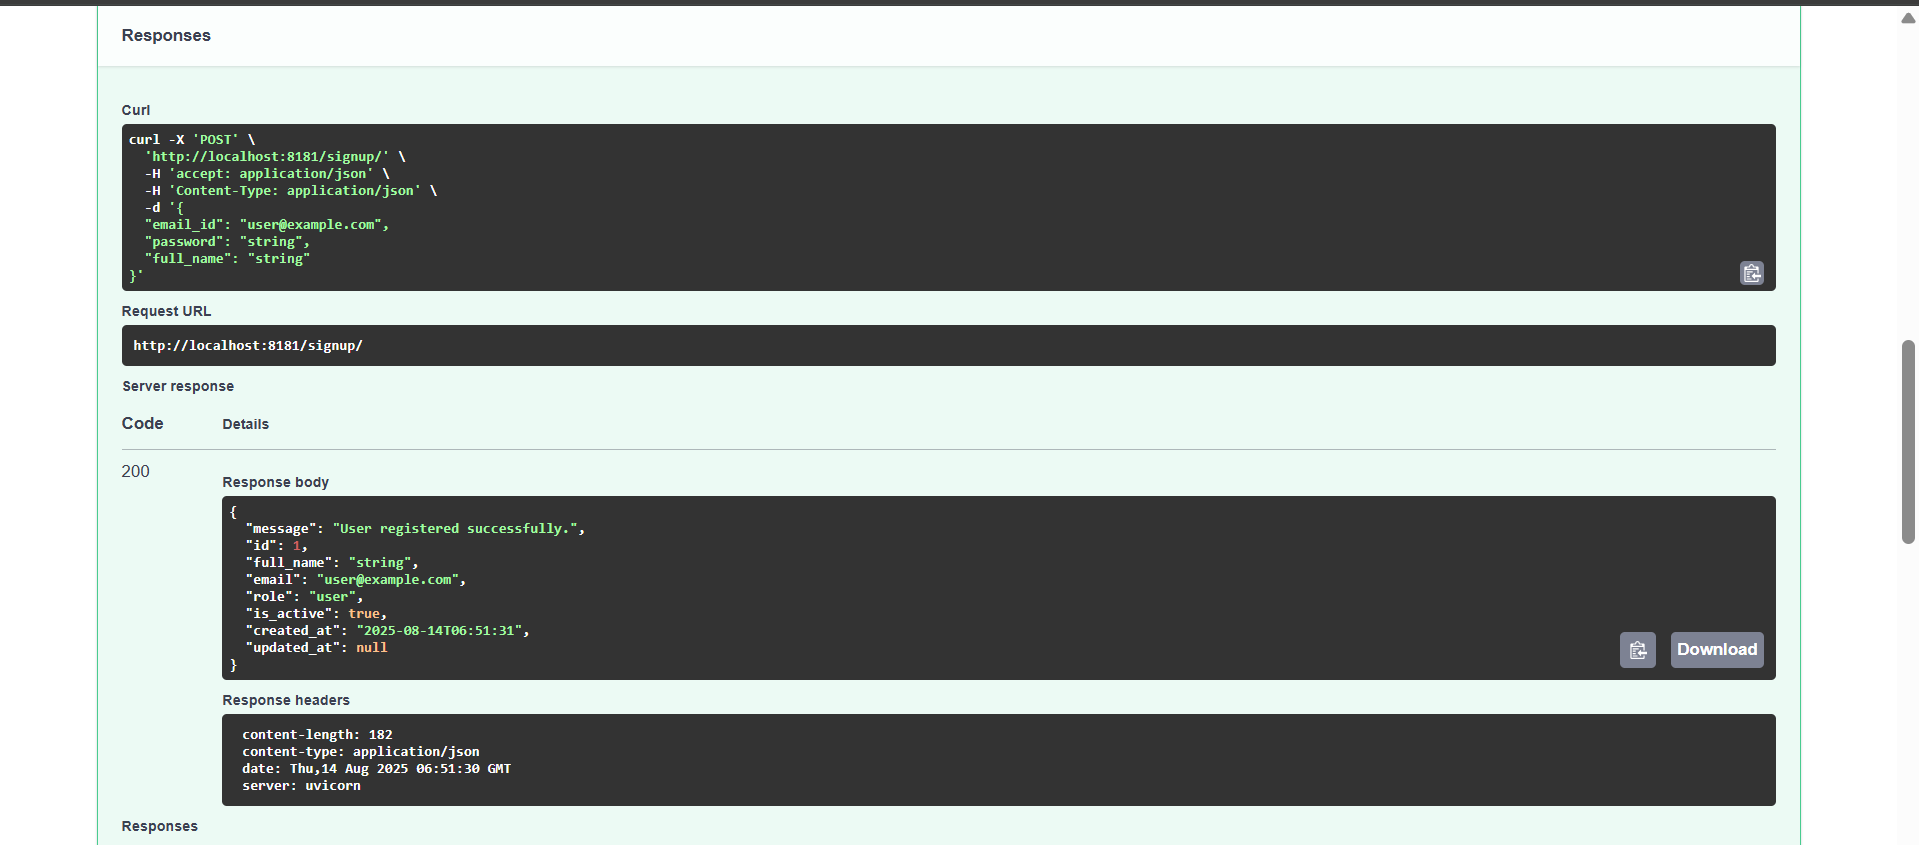 Responses
Curl
curl -X 'POST' \
  'http://localhost:8181/signup/' \
  -H 'accept: application/json' \
  -H 'Content-Type: application/json' \
  -d '{
  "email_id": "user@example.com",
  "password": "string",
  "full_name": "string"
}'
Request URL
http://localhost:8181/signup/
Server response
Code Details
200
Response body
{
  "message": "User registered successfully.",
  "id": 1,
  "full_name": "string",
  "email": "user@example.com",
  "role": "user",
  "is_active": true,
  "created_at": "2025-08-14T06:51:31",
  "updated_at": null
}
Download
Response headers
content-length: 182
content-type: application/json
date: Thu,14 Aug 2025 06:51:30 GMT
server: uvicorn
Responses